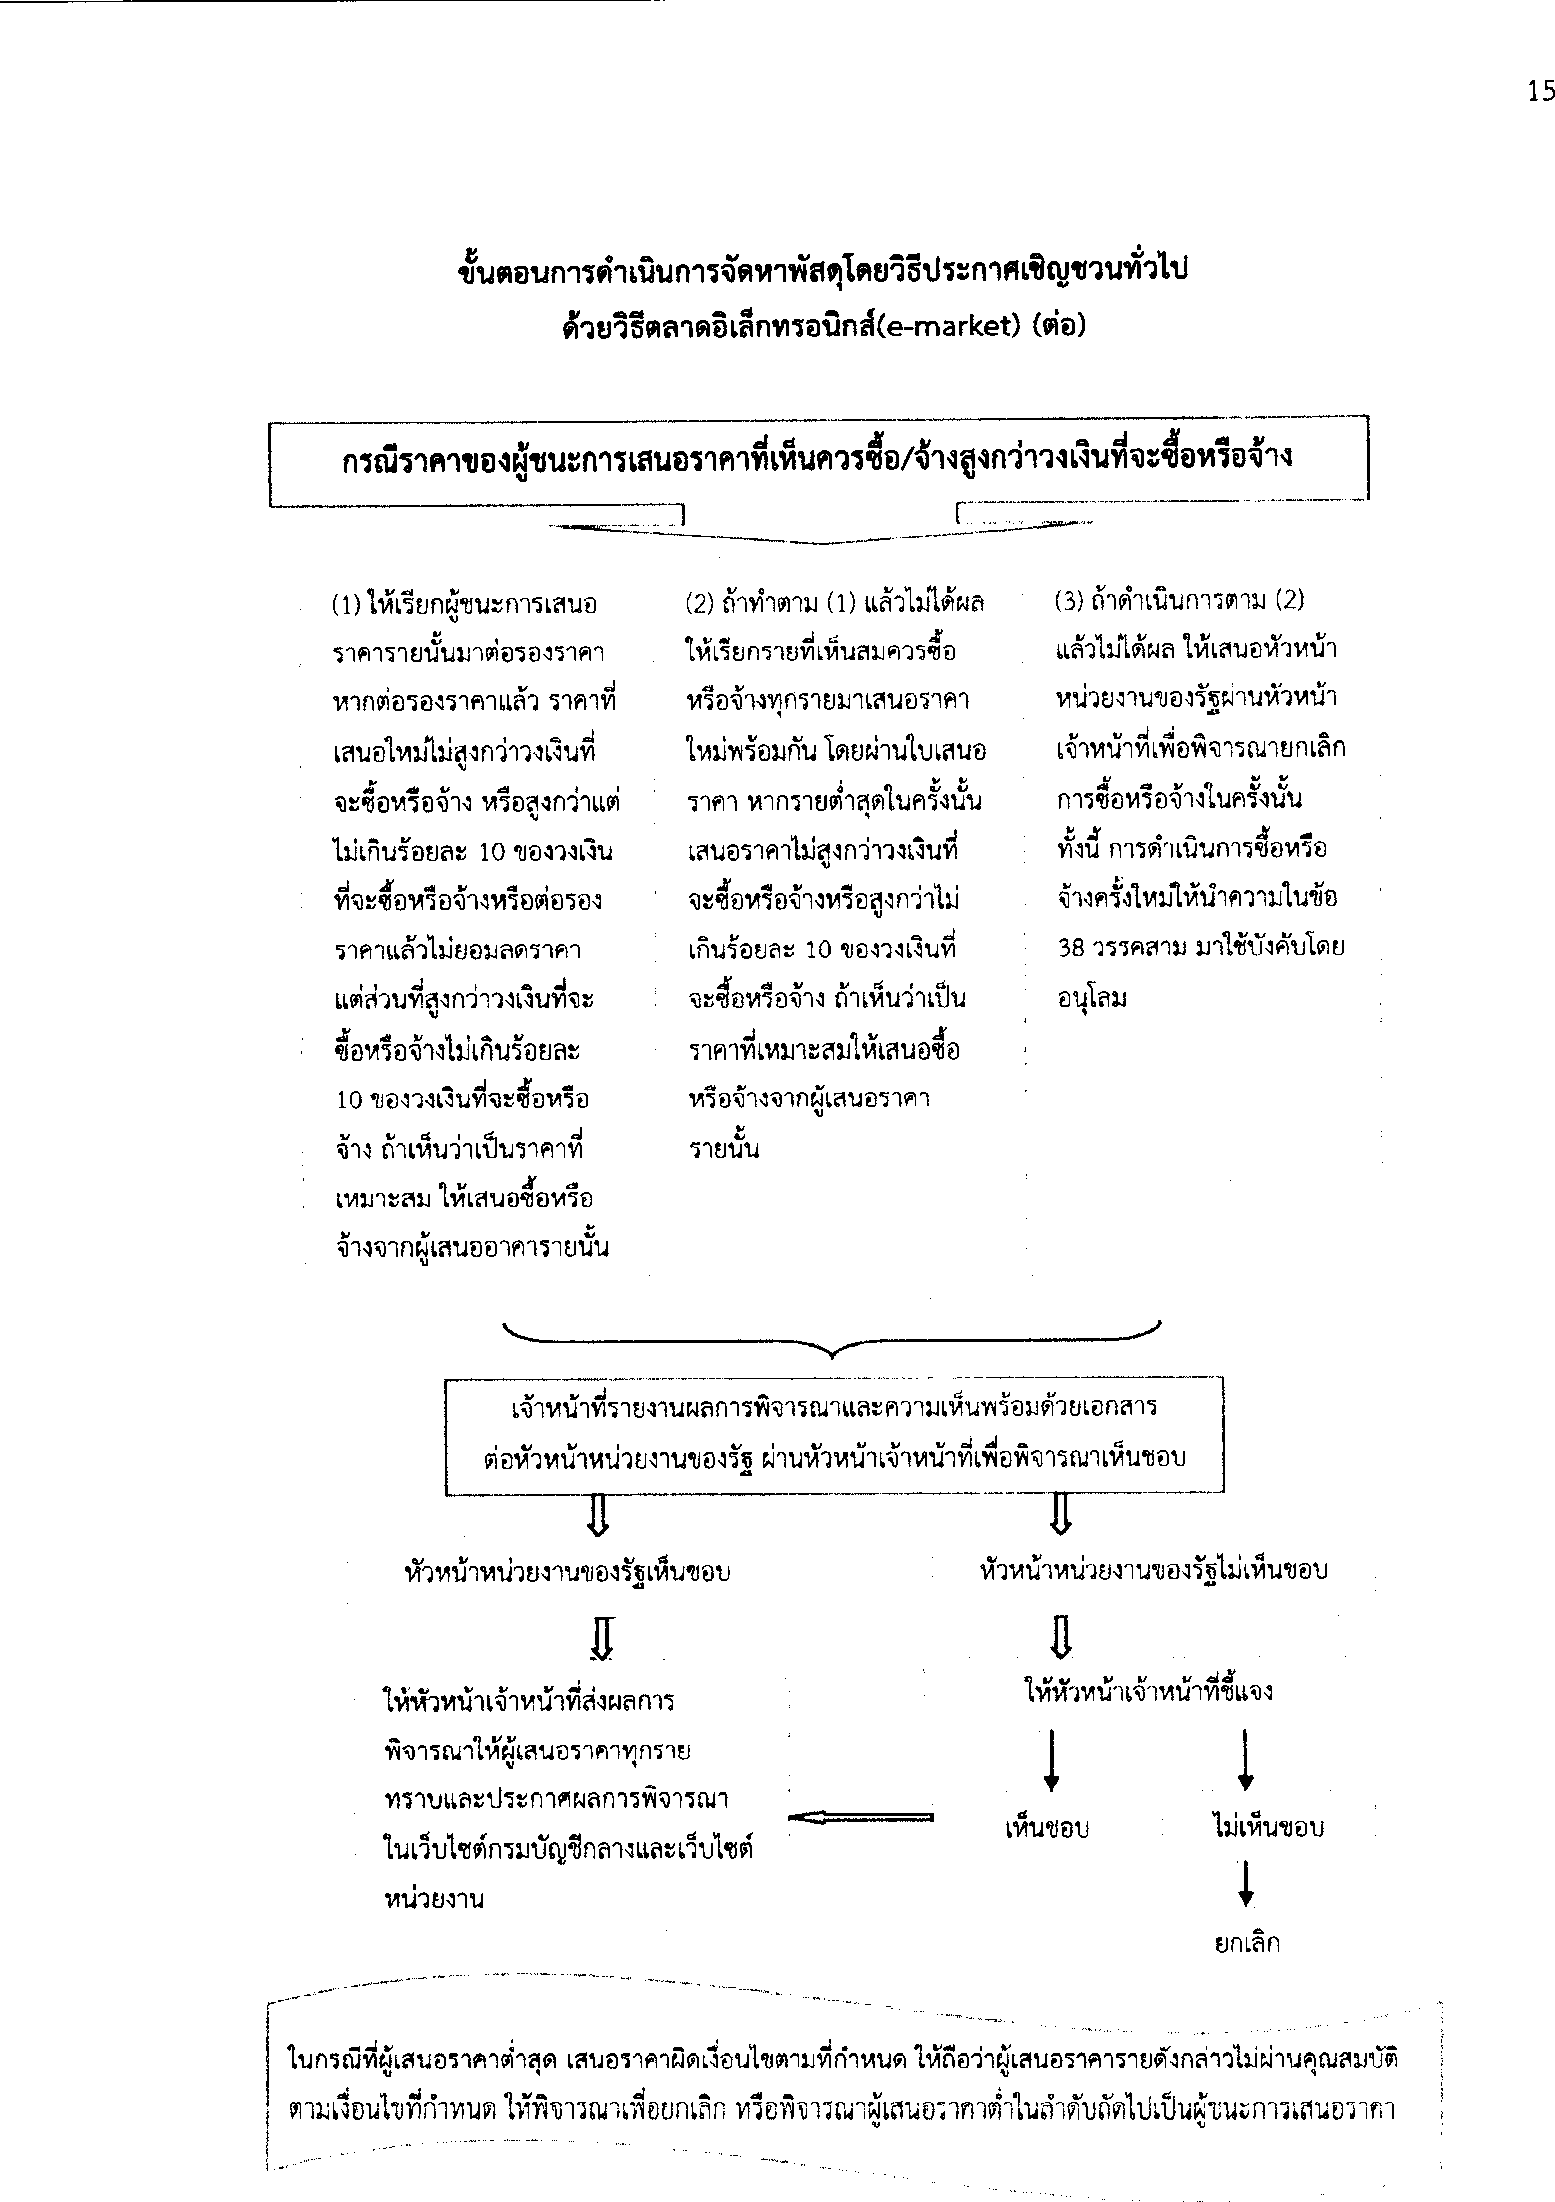 15
ขั้นตอนการดำเนินการจัดหาพัสดุโดยวิธีประกาศเชิญชวนทั่วไป
ด้วยวิธีตลาดอิเล็กทรอนิกส์(e-market) (ต่อ)
กรณีราคาของผู้ชนะการเสนอราคาที่เห็นควรซื้อ/จ้างสูงกว่าวงเงินที่จะซื้อหรือจ้าง
(1) ให้เรียกผู้ชนะการเสนอ
ราคารายนั้นมาต่อรองราคา
หากต่อรองราคาแล้ว ราคาที่
เสนอใหม่ไม่สูงกว่าวงเงินที่
จะซื้อหรือจ้าง หรือสูงกว่าแต่
ไม่เกินร้อยละ 10 ของวงเงิน
ที่จะซื้อหรือจ้างหรือต่อรอง
ราคาแล้วไม่ยอมลดราคา
แต่ส่วนที่สูงกว่าวงเงินที่จะ
ซื้อหรือจ้างไม่เกินร้อยละ
10 ของวงเงินที่จะซื้อหรือ
จ้าง ถ้าเห็นว่าเป็นราคาที่
เหมาะสม ให้เสนอซื้อหรือ
จ้างจากผู้เสนออาคารายนั้น
(2) ถ้าทำตาม (1) แล้วไม่ได้ผล
ให้เรียกรายที่เห็นสมควรซื้อ
หรือจ้างทุกรายมาเสนอราคา
ใหม่พร้อมกัน โดยผ่านใบเสนอ
ราคา หากรายต่ำสุดในครั้งนั้น
เสนอราคาไม่สูงกว่าวงเงินที่
จะซื้อหรือจ้างหรือสูงกว่าไม่
เกินร้อยละ 10 ของวงเงินที่
จะซื้อหรือจ้าง ถ้าเห็นว่าเป็น
ราคาที่เหมาะสมให้เสนอซื้อ
หรือจ้างจากผู้เสนอราคา
รายนั้น
(3) ถ้าดำเนินการตาม (2)
แล้วไม่ได้ผล ให้เสนอหัวหน้า
หน่วยงานของรัฐผ่านหัวหน้า
เจ้าหน้าที่เพื่อพิจารณายกเลิก
การซื้อหรือจ้างในครั้งนั้น
ทั้งนี้ การดำเนินการซื้อหรือ
จ้างครั้งใหม่ให้นำความในข้อ
38 วรรคสาม มาใช้บังคับโดย
อนุโลม
เจ้าหน้าที่รายงานผลการพิจารณาและความเห็นพร้อมด้วยเอกสาร
ต่อหัวหน้าหน่วยงานของรัฐ ผ่านหัวหน้าเจ้าหน้าที่เพื่อพิจารณาเห็นชอบ
หัวหน้าหน่วยงานของรัฐเห็นชอบ
หัวหน้าหน่วยงานของรัฐไม่เห็นชอบ
ให้หัวหน้าเจ้าหน้าที่ส่งผลการ
พิจารณาให้ผู้เสนอราคาทุกราย
ทราบและประกาศผลการพิจารณา
ในเว็บไซต์กรมบัญชีกลางและเว็บไซต์
หน่วยงาน
ให้หัวหน้าเจ้าหน้าที่ชี้แจง
เห็นชอบ
ไม่เห็นชอบ
ยกเลิก
ในกรณีที่ผู้เสนอราคาต่ำสุด เสนอราคาผิดเงื่อนไขตามที่กำหนด ให้ถือว่าผู้เสนอราคารายดังกล่าวไม่ผ่านคุณสมบัติ
ตามเงื่อนไขที่กำหนด ให้พิจารณาเพื่อยกเลิก หรือพิจารณาผู้เสนอราคาต่ำในลำดับถัดไปเป็นผู้ชนะการเสนอราคา